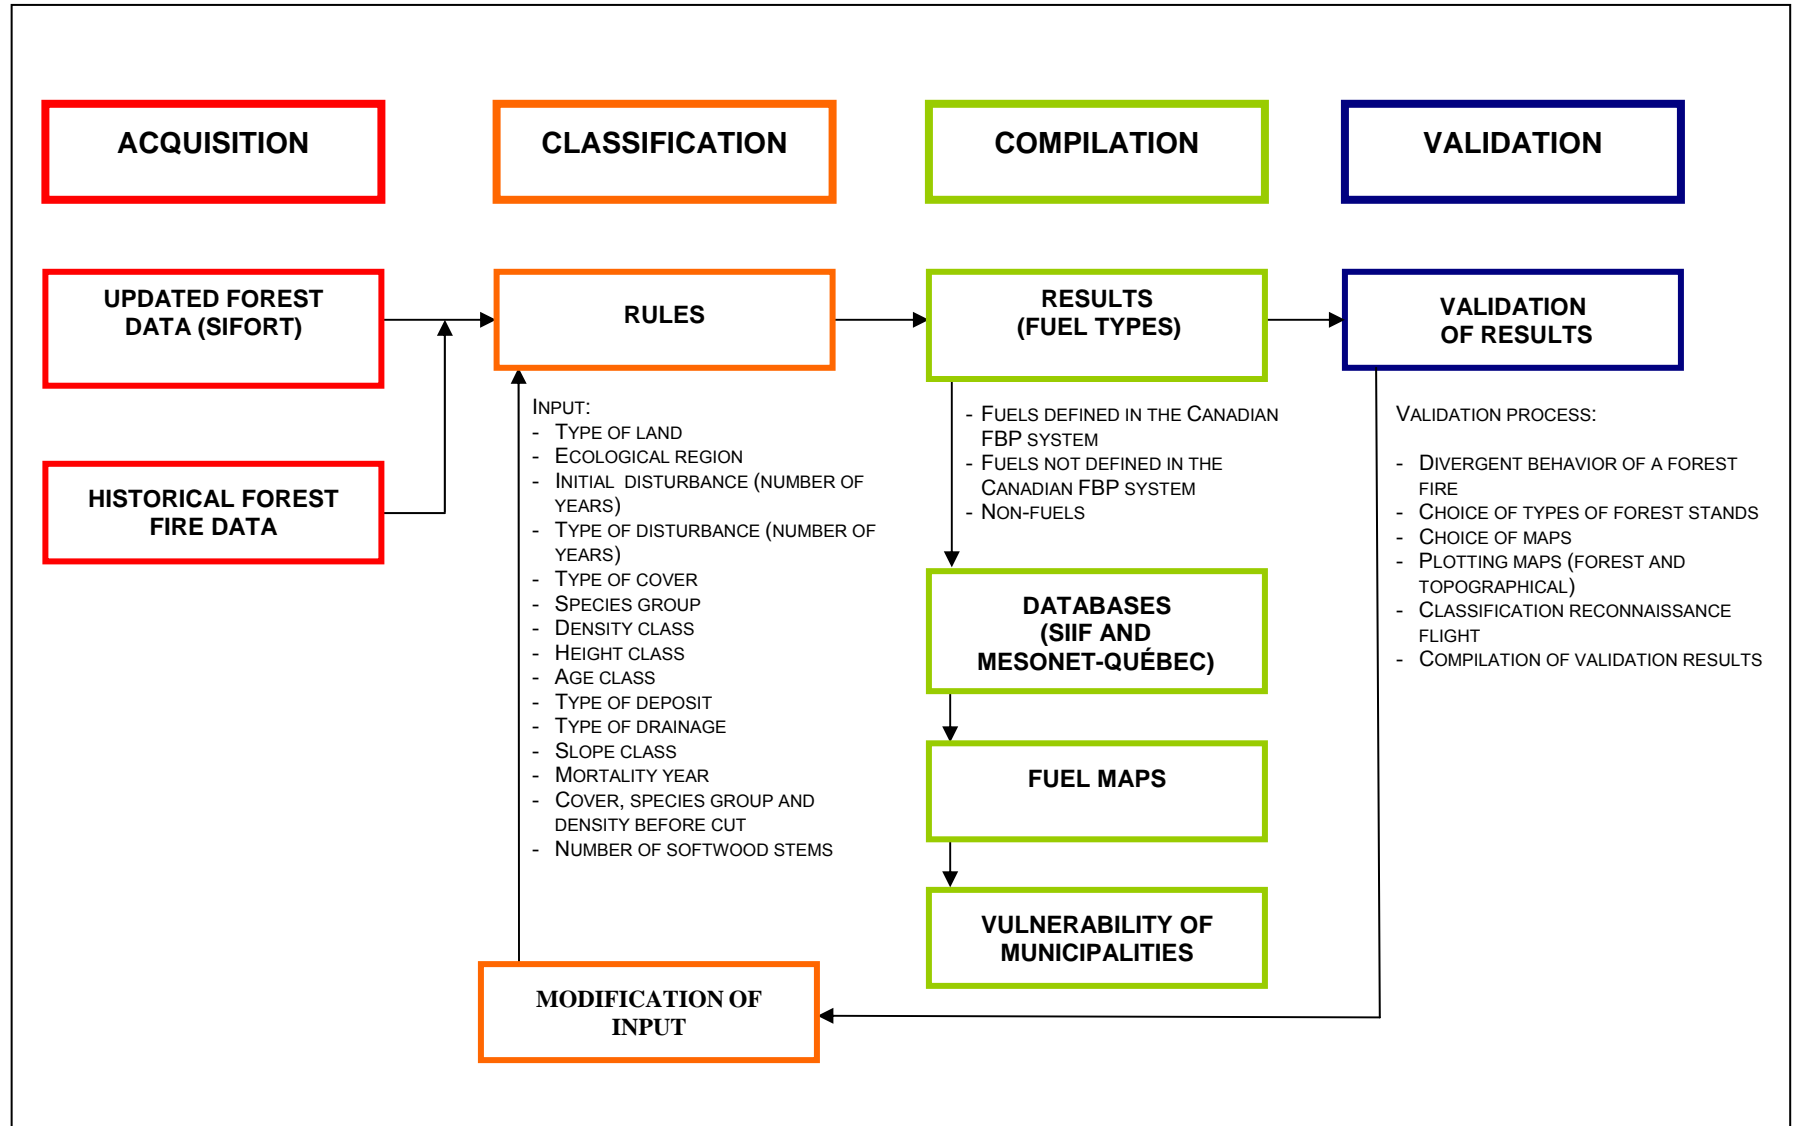 ACQUISITION
CLASSIFICATION
COMPILATION
VALIDATION
UPDATED FOREST
DATA (SIFORT)
HISTORICAL FOREST
FIRE DATA
RULES
INPUT:
- TYPE OF LAND
- ECOLOGICAL REGION
- INITIAL DISTURBANCE (NUMBER OF
YEARS)
- TYPE OF DISTURBANCE (NUMBER OF
YEARS)
- TYPE OF COVER
- SPECIES GROUP
- DENSITY CLASS
- HEIGHT CLASS
- AGE CLASS
- TYPE OF DEPOSIT
- TYPE OF DRAINAGE
- SLOPE CLASS
- MORTALITY YEAR
- COVER, SPECIES GROUP AND
DENSITY BEFORE CUT
- NUMBER OF SOFTWOOD STEMS
MODIFICATION OF
INPUT
RESULTS
(FUEL TYPES)
- FUELS DEFINED IN THE CANADIAN
FBP SYSTEM
- FUELS NOT DEFINED IN THE
CANADIAN FBP SYSTEM
- NON-FUELS
DATABASES
(SIIF AND
MESONET-QUÉBEC)
FUEL MAPS
VULNERABILITY OF
MUNICIPALITIES
VALIDATION
OF RESULTS
VALIDATION PROCESS:
- DIVERGENT BEHAVIOR OF A FOREST
FIRE
- CHOICE OF TYPES OF FOREST STANDS
- CHOICE OF MAPS
- PLOTTING MAPS (FOREST AND
TOPOGRAPHICAL)
- CLASSIFICATION RECONNAISSANCE
FLIGHT
- COMPILATION OF VALIDATION RESULTS